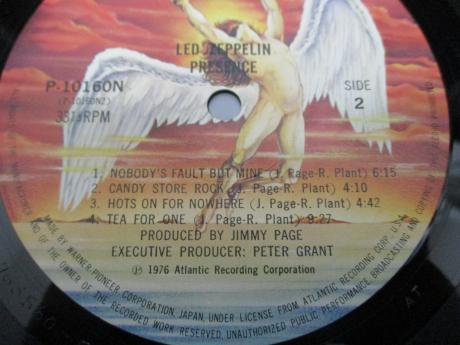 LED ZEPPELIN
PRESENCE
P-10160N
(P-10160N2)
33⅓RPM
SIDE
2
1. NOBODY'S FAULT BUT MINE (J. Page-R. Plant) 6:15
2. CANDY STORE ROCK (J. Page-R. Plant) 4:10
3. HOTS ON FOR NOWHERE (J. Page-R. Plant) 4:42
4. TEA FOR ONE (J. Page-R. Plant) 9:27
PRODUCED BY JIMMY PAGE
EXECUTIVE PRODUCER: PETER GRANT
℗ 1976 Atlantic Recording Corporation
MADE BY WARNER-PIONEER CORPORATION, JAPAN, UNDER LICENSE FROM ATLANTIC RECORDING CORP. U.S.A.
AND OF THE OWNER OF THE RECORDED WORK RESERVED. UNAUTHORIZED PUBLIC PERFORMANCE, BROADCASTING AND COPYING
AT